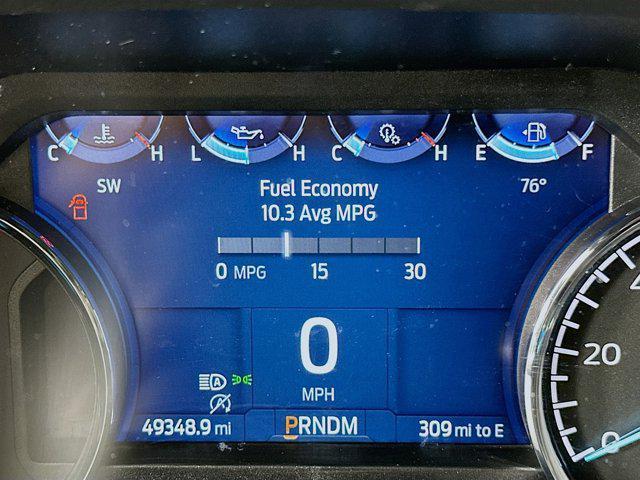 C H L H C H E F
SW Fuel Economy 76°
10.3 Avg MPG
0 MPG 15 30
0
MPH
A
20
0
49348.9 mi PRNDM 309 mi to E